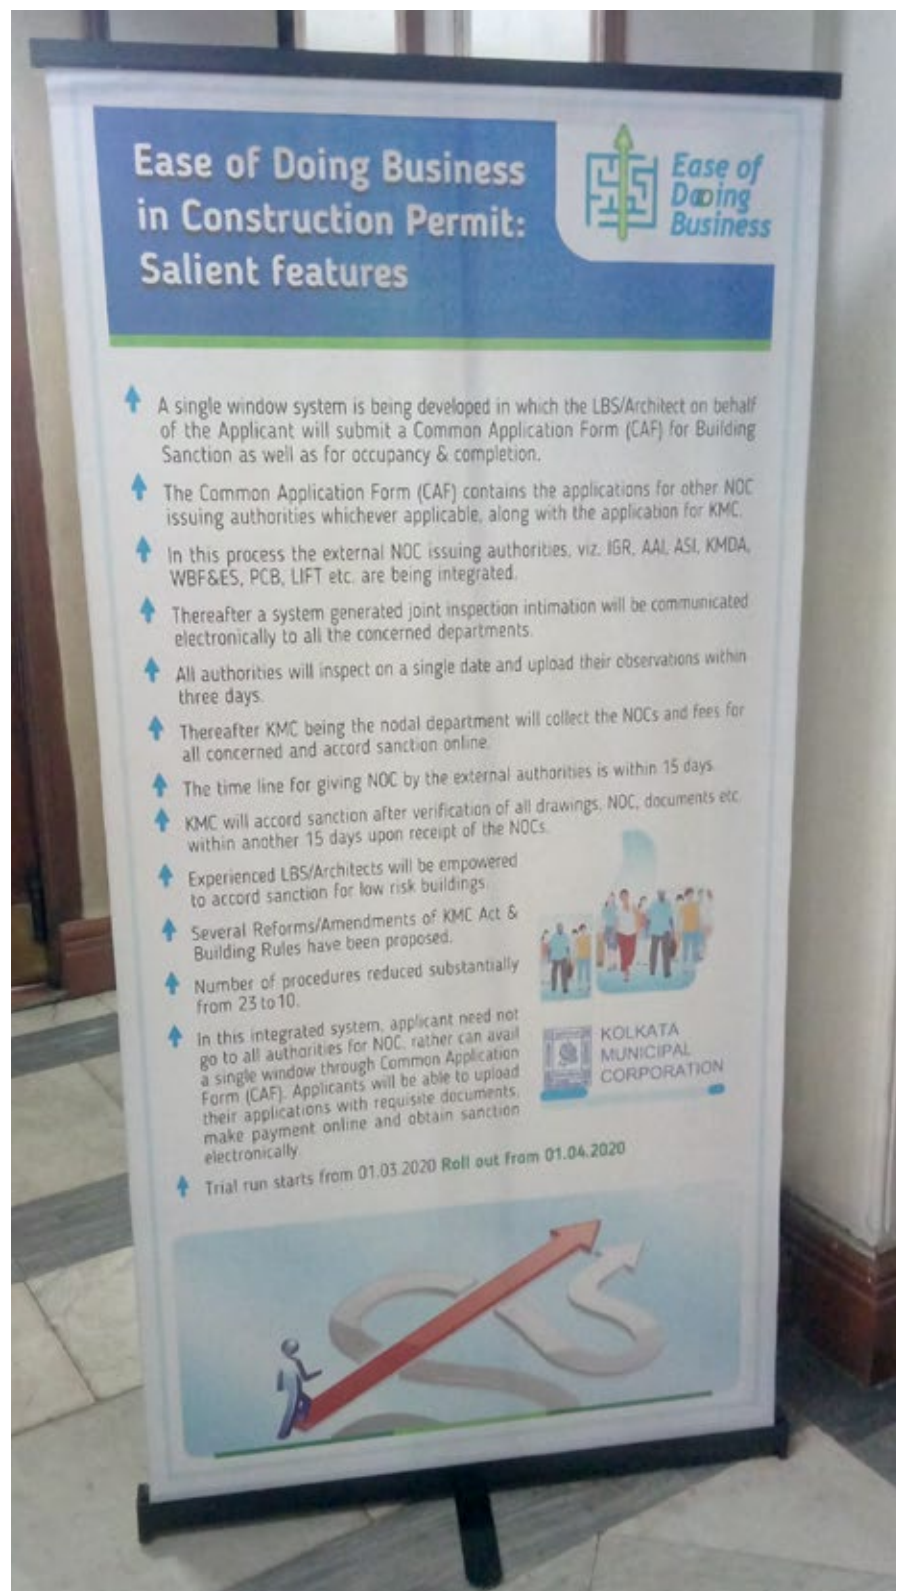 Ease of Doing Business
in Construction Permit:
Salient features
Ease of
Dooing
Business
A single window system is being developed in which the LBS/Architect on behalf
of the Applicant will submit a Common Application Form (CAF) for Building
Sanction as well as for occupancy & completion.
The Common Application Form (CAF) contains the applications for other NOC
issuing authorities whichever applicable, along with the application for KMC.
In this process the external NOC issuing authorities, viz. IGR, AAI, ASI, KMDA,
WBF&ES, PCB, LIFT etc. are being integrated.
Thereafter a system generated joint inspection intimation will be communicated
electronically to all the concerned departments.
All authorities will inspect on a single date and upload their observations within
three days.
Thereafter KMC being the nodal department will collect the NOCs and fees for
all concerned and accord sanction online.
The time line for giving NOC by the external authorities is within 15 days.
KMC will accord sanction after verification of all drawings, NOC, documents etc.
within another 15 days upon receipt of the NOCs.
Experienced LBS/Architects will be empowered
to accord sanction for low risk buildings.
Several Reforms/Amendments of KMC Act &
Building Rules have been proposed.
Number of procedures reduced substantially
from 23 to 10.
In this integrated system, applicant need not
go to all authorities for NOC, rather can avail
a single window through Common Application
Form (CAF). Applicants will be able to upload
their applications with requisite documents,
make payment online and obtain sanction
electronically.
KOLKATA
MUNICIPAL
CORPORATION
Trial run starts from 01.03.2020 Roll out from 01.04.2020